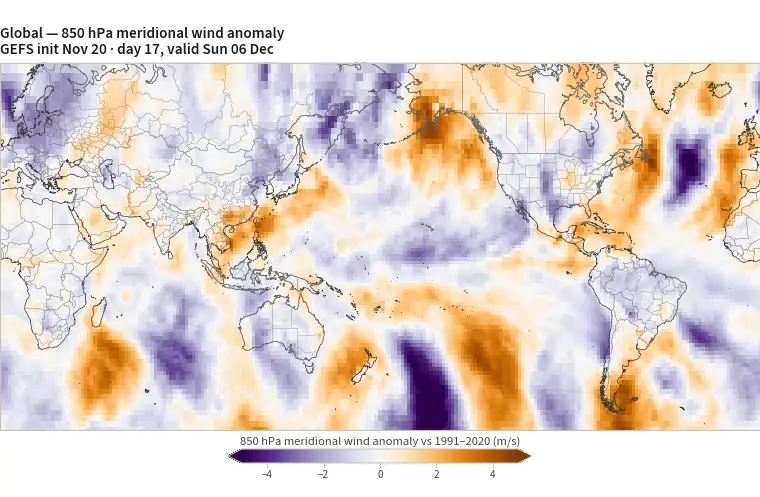 Global — 850 hPa meridional wind anomaly
GEFS init Nov 20 · day 17, valid Sun 06 Dec
850 hPa meridional wind anomaly vs 1991–2020 (m/s)
−4 −2 0 2 4